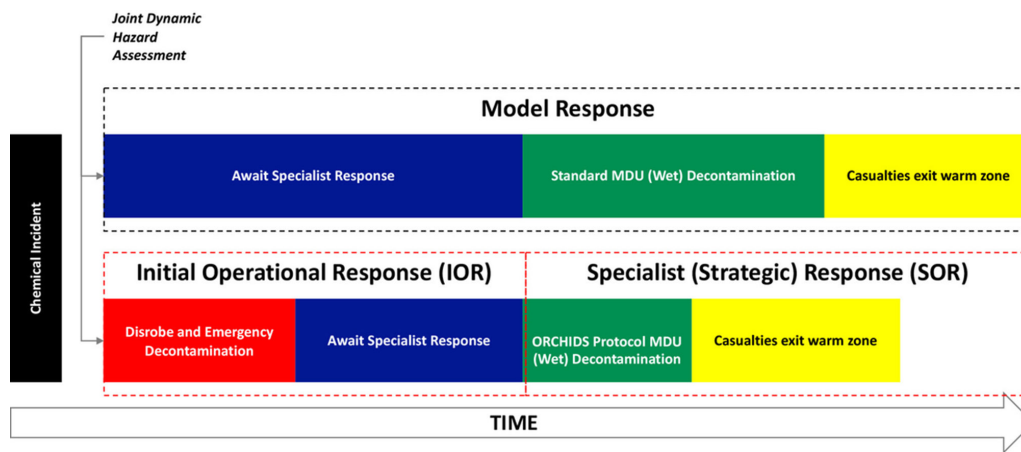 Joint Dynamic
Hazard
Assessment
Model Response
Await Specialist Response
Standard MDU (Wet) Decontamination
Casualties exit warm zone
Chemical Incident
Initial Operational Response (IOR)
Specialist (Strategic) Response (SOR)
Disrobe and Emergency
Decontamination
Await Specialist Response
ORCHIDS Protocol MDU
(Wet) Decontamination
Casualties exit warm zone
TIME